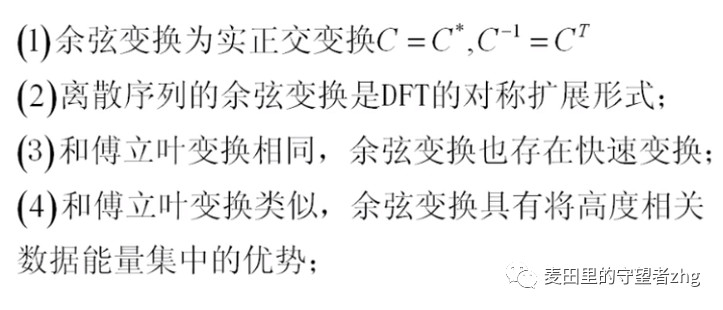 (1)余弦变换为实正交变换C=C*,C⁻¹=Cᵀ
(2)离散序列的余弦变换是DFT的对称扩展形式；
(3)和傅立叶变换相同，余弦变换也存在快速变换；
(4)和傅立叶变换类似，余弦变换具有将高度相关
数据能量集中的优势；
麦田里的守望者zhg